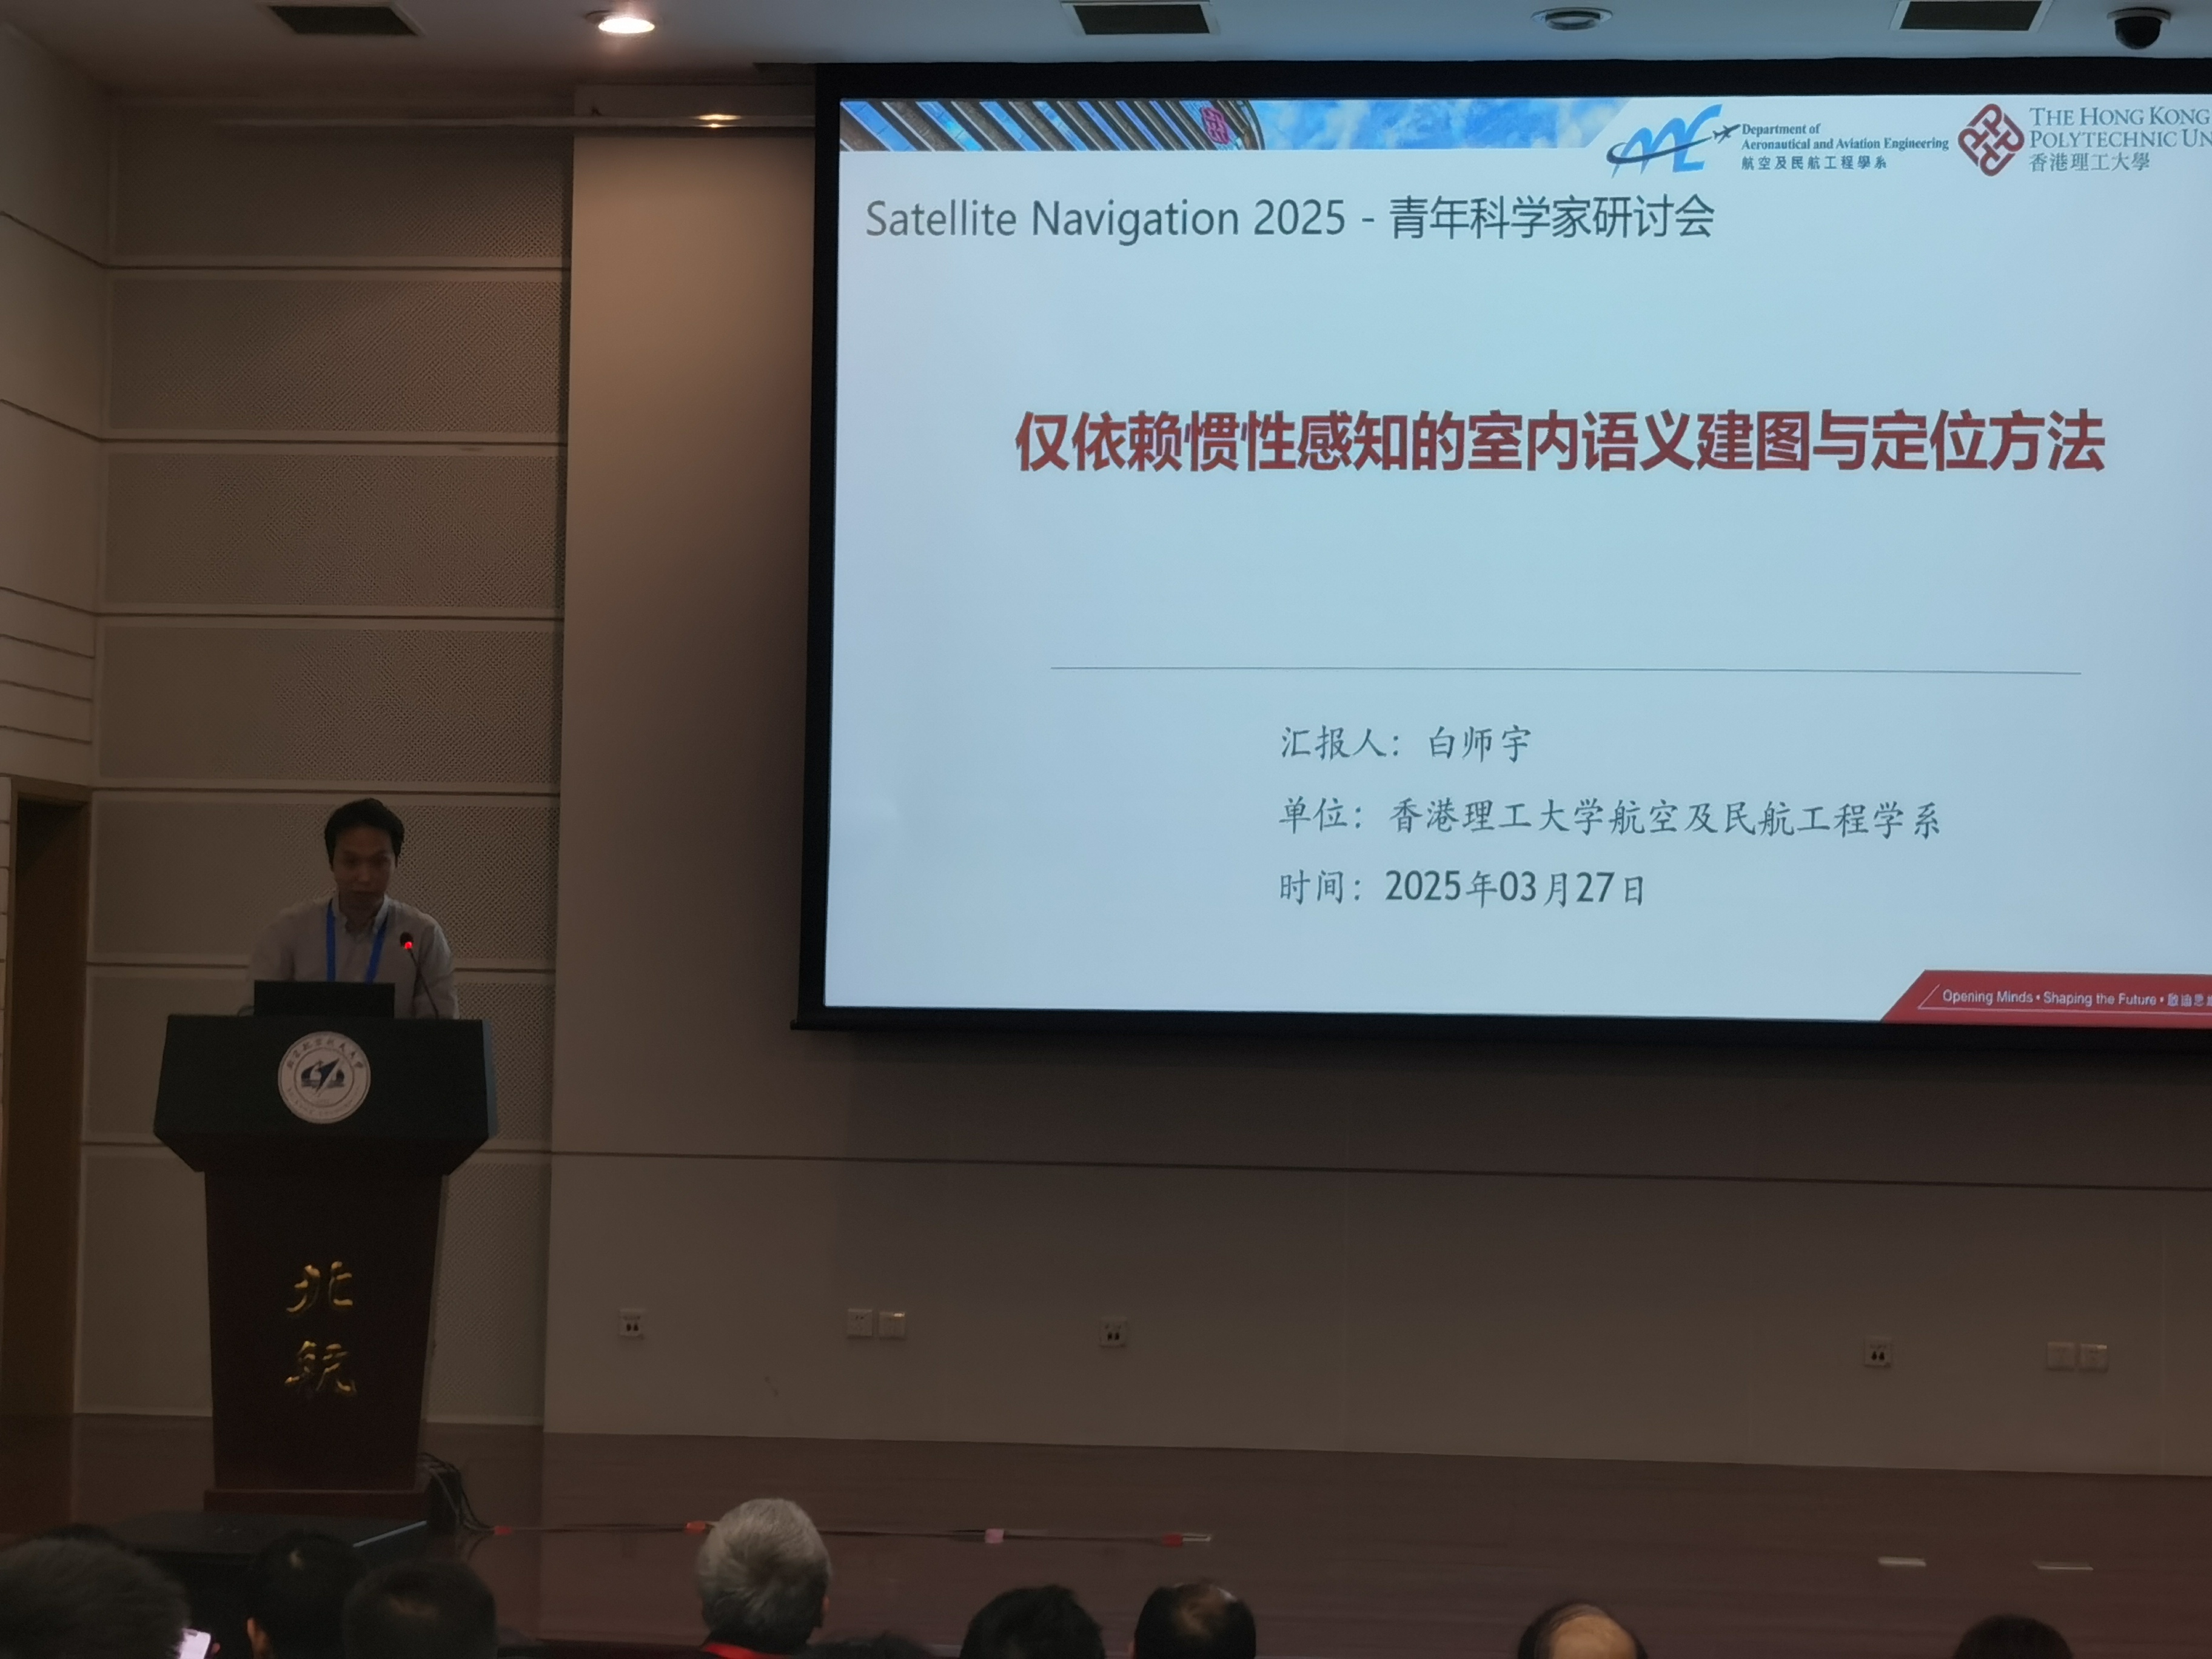 Department of
Aeronautical and Aviation Engineering
航空及民航工程學系
THE HONG KONG
POLYTECHNIC UN
香港理工大學
Satellite Navigation 2025 - 青年科学家研讨会
仅依赖惯性感知的室内语义建图与定位方法
汇报人：白师宇
单位：香港理工大学航空及民航工程学系
时间：2025年03月27日
Opening Minds • Shaping the Future • 啟迪思
北
航